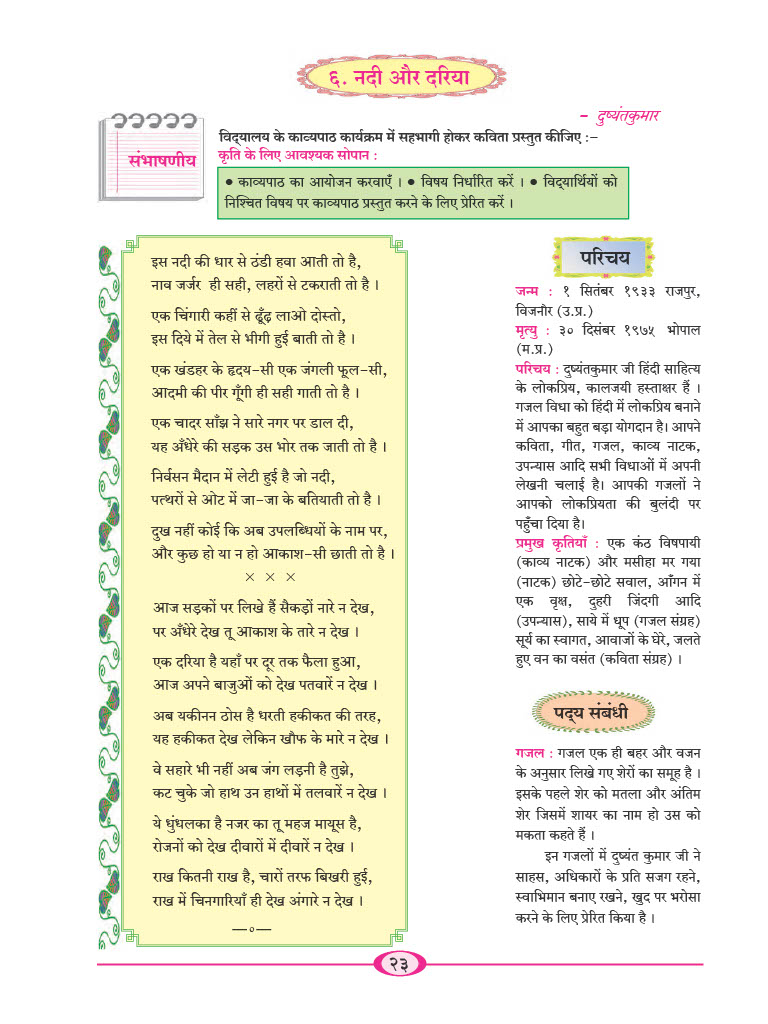 ६. नदी और दरिया
– दुष्यंतकुमार
संभाषणीय
विद्‌यालय के काव्यपाठ कार्यक्रम में सहभागी होकर कविता प्रस्तुत कीजिए :–
कृति के लिए आवश्यक सोपान :
● काव्यपाठ का आयोजन करवाएँ । ● विषय निर्धारित करें । ● विद्‌यार्थियों को
निश्चित विषय पर काव्यपाठ प्रस्तुत करने के लिए प्रेरित करें ।
इस नदी की धार से ठंडी हवा आती तो है,
नाव जर्जर ही सही, लहरों से टकराती तो है ।
एक चिंगारी कहीं से ढूँढ़ लाओ दोस्तो,
इस दिये में तेल से भीगी हुई बाती तो है ।
एक खंडहर के हृदय-सी एक जंगली फूल-सी,
आदमी की पीर गूँगी ही सही गाती तो है ।
एक चादर साँझ ने सारे नगर पर डाल दी,
यह अँधेरे की सड़क उस भोर तक जाती तो है ।
निर्वसन मैदान में लेटी हुई है जो नदी,
पत्थरों से ओट में जा-जा के बतियाती तो है ।
दुख नहीं कोई कि अब उपलब्धियों के नाम पर,
और कुछ हो या न हो आकाश-सी छाती तो है ।
× × ×
आज सड़कों पर लिखे हैं सैकड़ों नारे न देख,
पर अँधेरे देख तू आकाश के तारे न देख ।
एक दरिया है यहाँ पर दूर तक फैला हुआ,
आज अपने बाजुओं को देख पतवारें न देख ।
अब यकीनन ठोस है धरती हकीकत की तरह,
यह हकीकत देख लेकिन खौफ के मारे न देख ।
वे सहारे भी नहीं अब जंग लड़नी है तुझे,
कट चुके जो हाथ उन हाथों में तलवारें न देख ।
ये धुंधलका है नजर का तू महज मायूस है,
रोजनों को देख दीवारों में दीवारें न देख ।
राख कितनी राख है, चारों तरफ बिखरी हुई,
राख में चिनगारियाँ ही देख अंगारे न देख ।
—०—
परिचय
जन्म : १ सितंबर १९३३ राजपुर,
विजनौर (उ.प्र.)
मृत्यु : ३० दिसंबर १९७५ भोपाल
(म.प्र.)
परिचय : दुष्यंतकुमार जी हिंदी साहित्य
के लोकप्रिय, कालजयी हस्ताक्षर हैं ।
गजल विधा को हिंदी में लोकप्रिय बनाने
में आपका बहुत बड़ा योगदान है। आपने
कविता, गीत, गजल, काव्य नाटक,
उपन्यास आदि सभी विधाओं में अपनी
लेखनी चलाई है। आपकी गजलों ने
आपको लोकप्रियता की बुलंदी पर
पहुँचा दिया है।
प्रमुख कृतियाँ : एक कंठ विषपायी
(काव्य नाटक) और मसीहा मर गया
(नाटक) छोटे-छोटे सवाल, आँगन में
एक वृक्ष, दुहरी जिंदगी आदि
(उपन्यास), साये में धूप (गजल संग्रह)
सूर्य का स्वागत, आवाजों के घेरे, जलते
हुए वन का वसंत (कविता संग्रह) ।
पद्‌य संबंधी
गजल : गजल एक ही बहर और वजन
के अनुसार लिखे गए शेरों का समूह है ।
इसके पहले शेर को मतला और अंतिम
शेर जिसमें शायर का नाम हो उस को
मकता कहते हैं ।
इन गजलों में दुष्यंत कुमार जी ने
साहस, अधिकारों के प्रति सजग रहने,
स्वाभिमान बनाए रखने, खुद पर भरोसा
करने के लिए प्रेरित किया है ।
२३